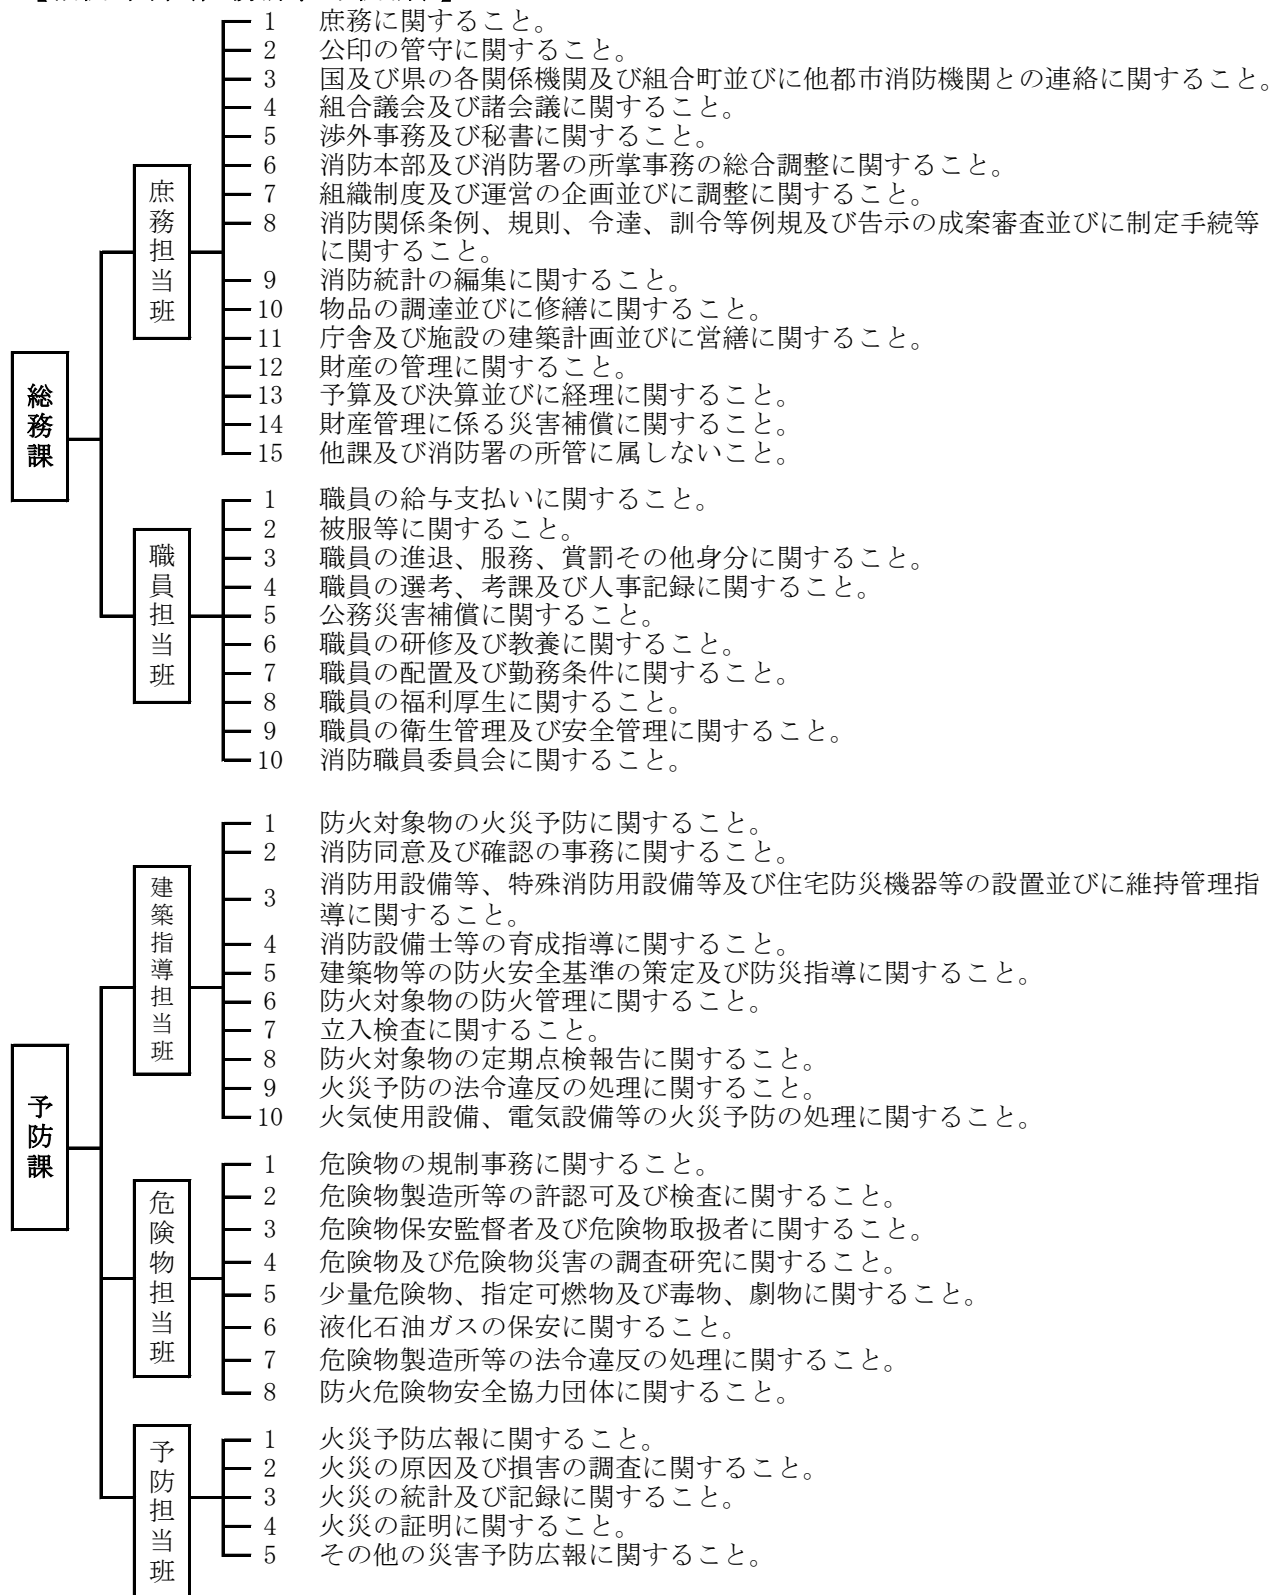 総務課
庶務担当班
1 庶務に関すること。
2 公印の管守に関すること。
3 国及び県の各関係機関及び組合町並びに他都市消防機関との連絡に関すること。
4 組合議会及び諸会議に関すること。
5 渉外事務及び秘書に関すること。
6 消防本部及び消防署の所掌事務の総合調整に関すること。
7 組織制度及び運営の企画並びに調整に関すること。
8 消防関係条例、規則、令達、訓令等例規及び告示の成案審査並びに制定手続等
に関すること。
9 消防統計の編集に関すること。
10 物品の調達並びに修繕に関すること。
11 庁舎及び施設の建築計画並びに営繕に関すること。
12 財産の管理に関すること。
13 予算及び決算並びに経理に関すること。
14 財産管理に係る災害補償に関すること。
15 他課及び消防署の所管に属しないこと。
職員担当班
1 職員の給与支払いに関すること。
2 被服等に関すること。
3 職員の進退、服務、賞罰その他身分に関すること。
4 職員の選考、考課及び人事記録に関すること。
5 公務災害補償に関すること。
6 職員の研修及び教養に関すること。
7 職員の配置及び勤務条件に関すること。
8 職員の福利厚生に関すること。
9 職員の衛生管理及び安全管理に関すること。
10 消防職員委員会に関すること。
予防課
建築指導担当班
1 防火対象物の火災予防に関すること。
2 消防同意及び確認の事務に関すること。
3 消防用設備等、特殊消防用設備等及び住宅防災機器等の設置並びに維持管理指
導に関すること。
4 消防設備士等の育成指導に関すること。
5 建築物等の防火安全基準の策定及び防災指導に関すること。
6 防火対象物の防火管理に関すること。
7 立入検査に関すること。
8 防火対象物の定期点検報告に関すること。
9 火災予防の法令違反の処理に関すること。
10 火気使用設備、電気設備等の火災予防の処理に関すること。
危険物担当班
1 危険物の規制事務に関すること。
2 危険物製造所等の許認可及び検査に関すること。
3 危険物保安監督者及び危険物取扱者に関すること。
4 危険物及び危険物災害の調査研究に関すること。
5 少量危険物、指定可燃物及び毒物、劇物に関すること。
6 液化石油ガスの保安に関すること。
7 危険物製造所等の法令違反の処理に関すること。
8 防火危険物安全協力団体に関すること。
予防担当班
1 火災予防広報に関すること。
2 火災の原因及び損害の調査に関すること。
3 火災の統計及び記録に関すること。
4 火災の証明に関すること。
5 その他の災害予防広報に関すること。